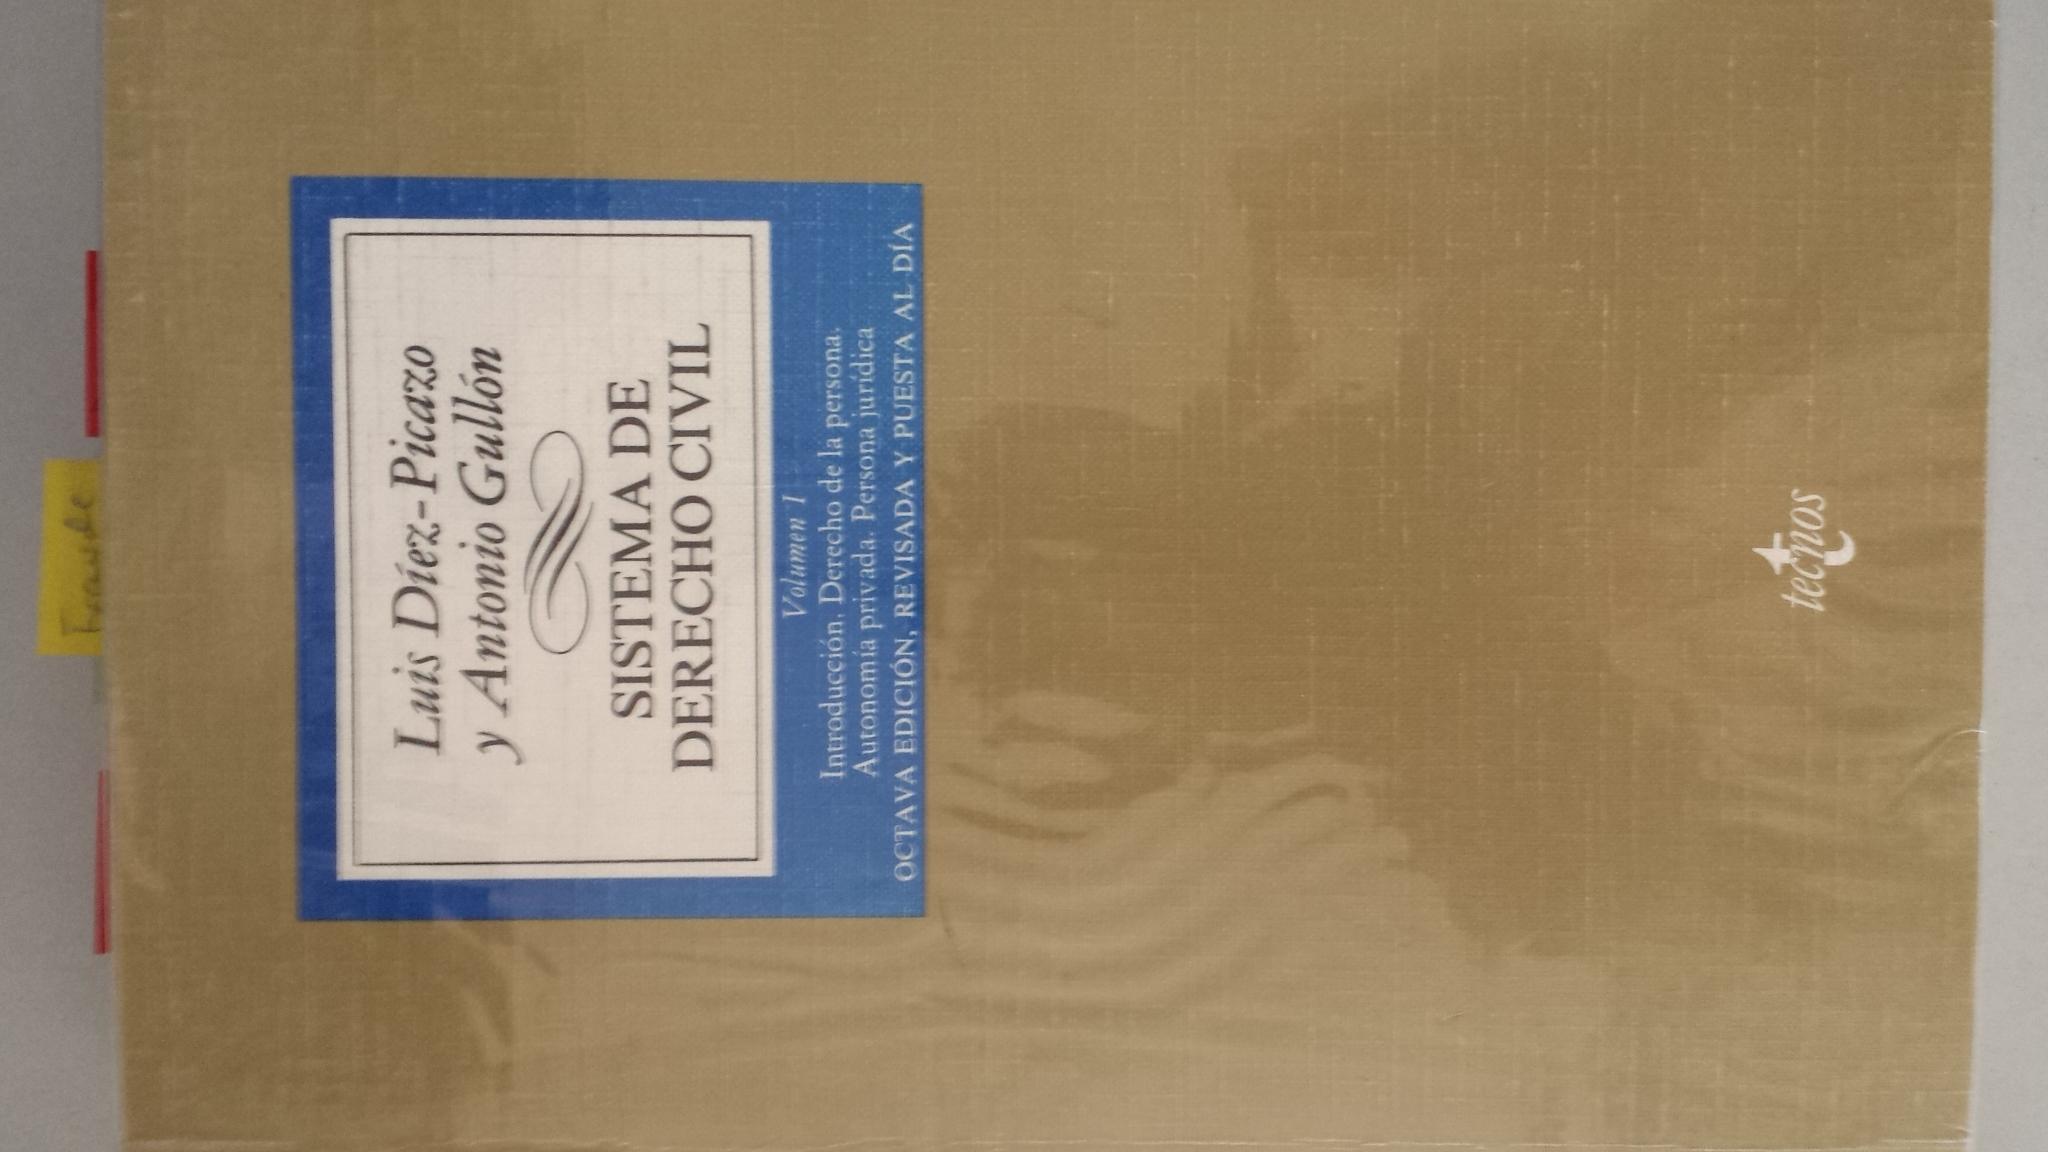 Fraude
Luis Díez-Picazo
y Antonio Gullón
SISTEMA DE
DERECHO CIVIL
Volumen I
Introducción. Derecho de la persona.
Autonomía privada. Persona jurídica
OCTAVA EDICIÓN, REVISADA Y PUESTA AL DÍA
tecnos